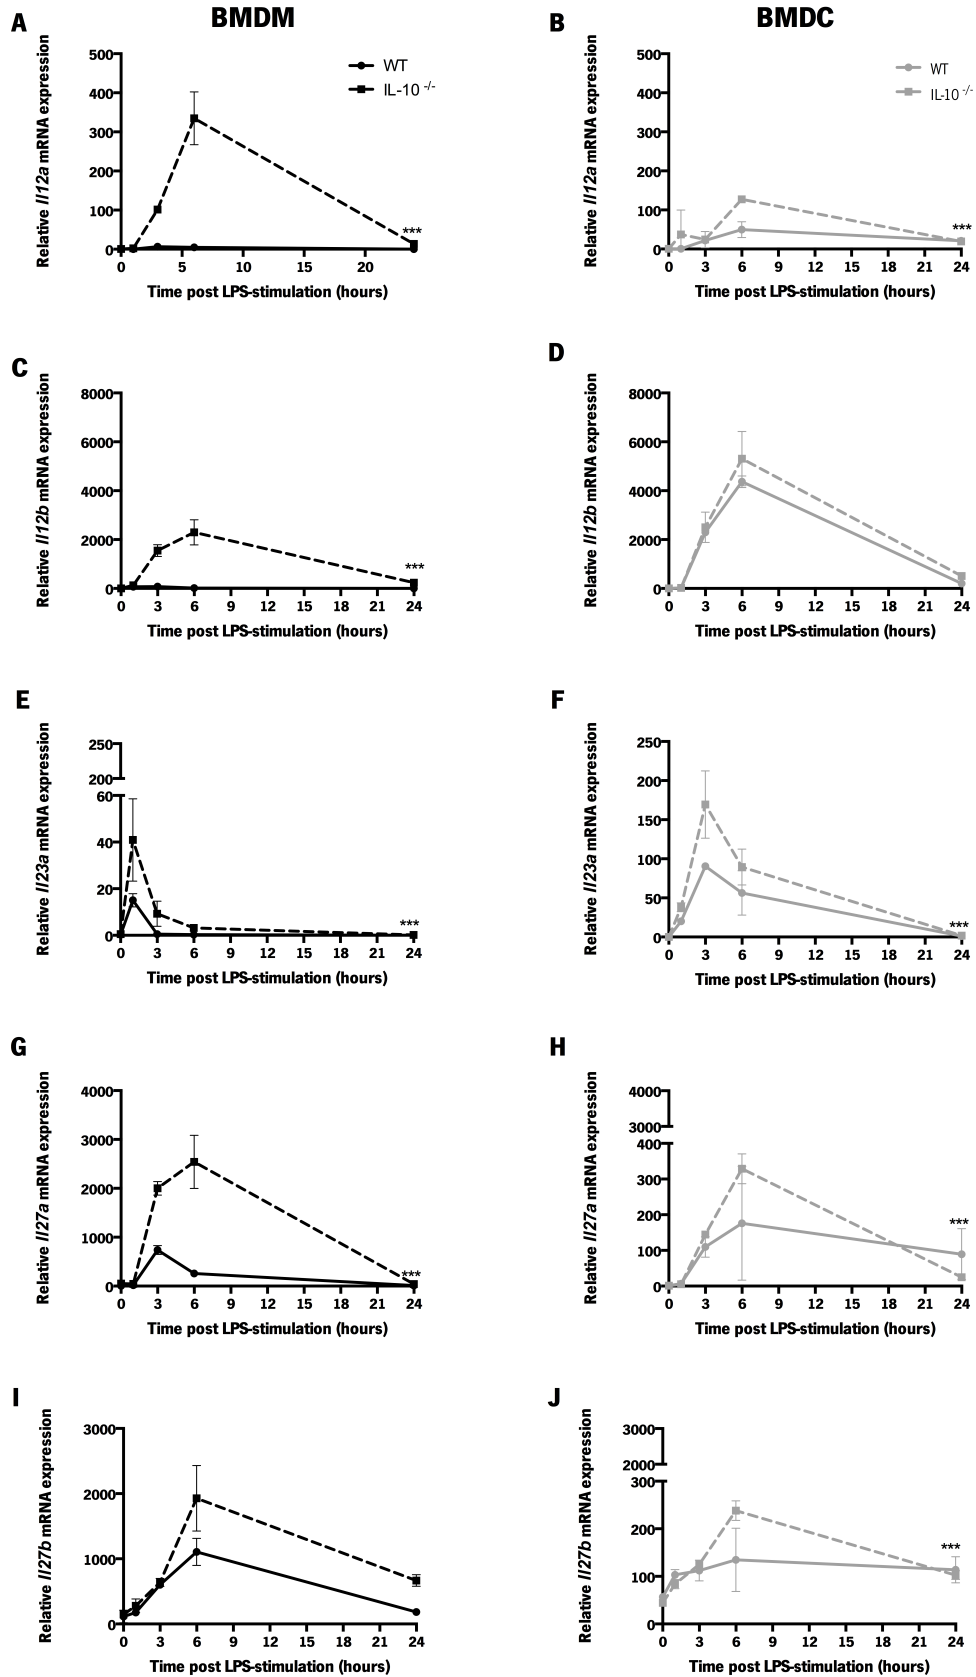 A BMDM B BMDC
Relative Il12a mRNA expression
500
400
300
200
100
0
WT
IL-10 -/-
***
0 5 10 15 20
Time post LPS-stimulation (hours)
Relative Il12a mRNA expression
500
400
300
200
100
0
WT
IL-10 -/-
***
0 3 6 9 12 15 18 21 24
Time post LPS-stimulation (hours)
C
Relative Il12b mRNA expression
8000
6000
4000
2000
0
***
0 3 6 9 12 15 18 21 24
Time post LPS-stimulation (hours)
D
Relative Il12b mRNA expression
8000
6000
4000
2000
0
0 3 6 9 12 15 18 21 24
Time post LPS-stimulation (hours)
E
Relative Il23a mRNA expression
250
200
60
40
20
0
***
0 3 6 9 12 15 18 21 24
Time post LPS-stimulation (hours)
F
Relative Il23a mRNA expression
250
200
150
100
50
0
***
0 3 6 9 12 15 18 21 24
Time post LPS-stimulation (hours)
G
Relative Il27a mRNA expression
4000
3000
2000
1000
0
***
0 3 6 9 12 15 18 21 24
Time post LPS-stimulation (hours)
H
Relative Il27a mRNA expression
4000
3000
400
300
200
100
0
***
0 3 6 9 12 15 18 21 24
Time post LPS-stimulation (hours)
I
Relative Il27b mRNA expression
3000
2000
1000
0
0 3 6 9 12 15 18 21 24
Time post LPS-stimulation (hours)
J
Relative Il27b mRNA expression
3000
2000
300
200
100
0
***
0 3 6 9 12 15 18 21 24
Time post LPS-stimulation (hours)